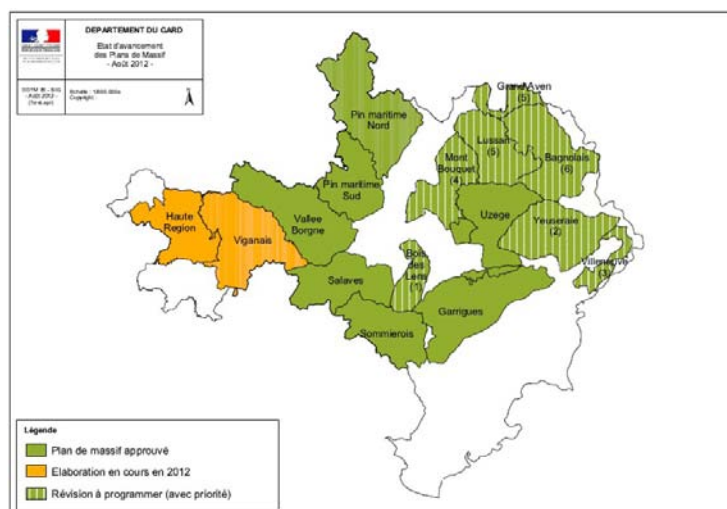 DEPARTEMENT DU GARD
Etat d'avancement
des Plans de Massif
- Août 2012 -
Pin maritime
Nord
Grand Aven
(5)
Lussan
(5)
Mont
Bouquet
(4)
Bagnolais
(6)
Pin maritime
Sud
Haute
Region
Viganais
Vallee
Borgne
Uzege
Yeuseraie
(2)
Bois
des
Lens
(1)
Villeneuve
(3)
Salaves
Garrigues
Sommierois
Légende
Plan de massif approuvé
Elaboration en cours en 2012
Révision à programmer (avec priorité)